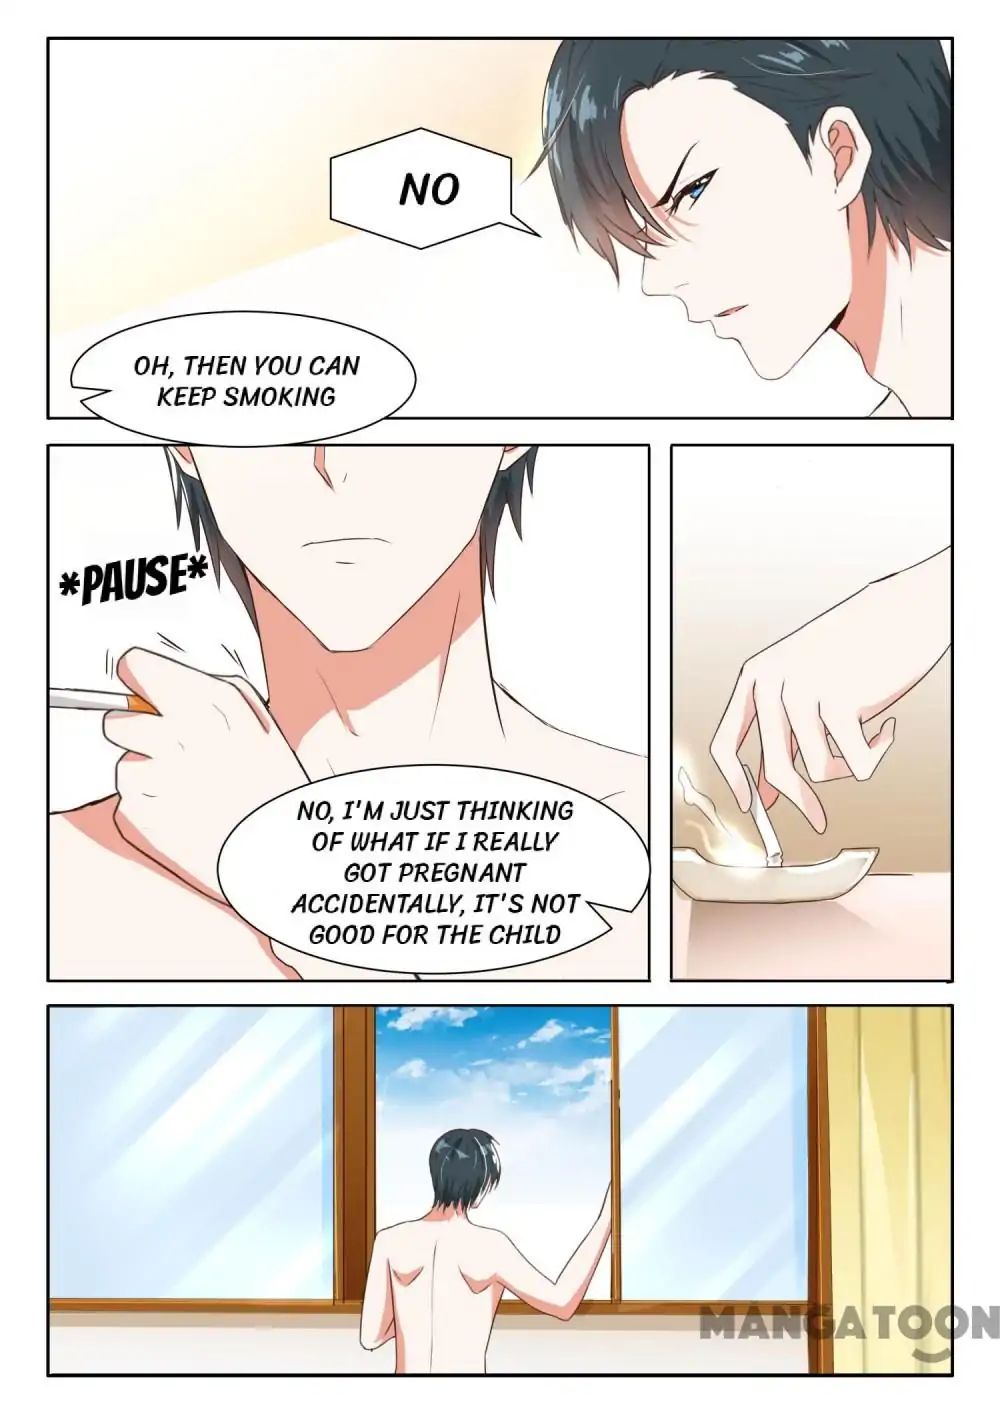 NO
OH, THEN YOU CAN
KEEP SMOKING
*PAUSE*
NO, I'M JUST THINKING
OF WHAT IF I REALLY
GOT PREGNANT
ACCIDENTALLY, IT'S NOT
GOOD FOR THE CHILD
MANGATOON